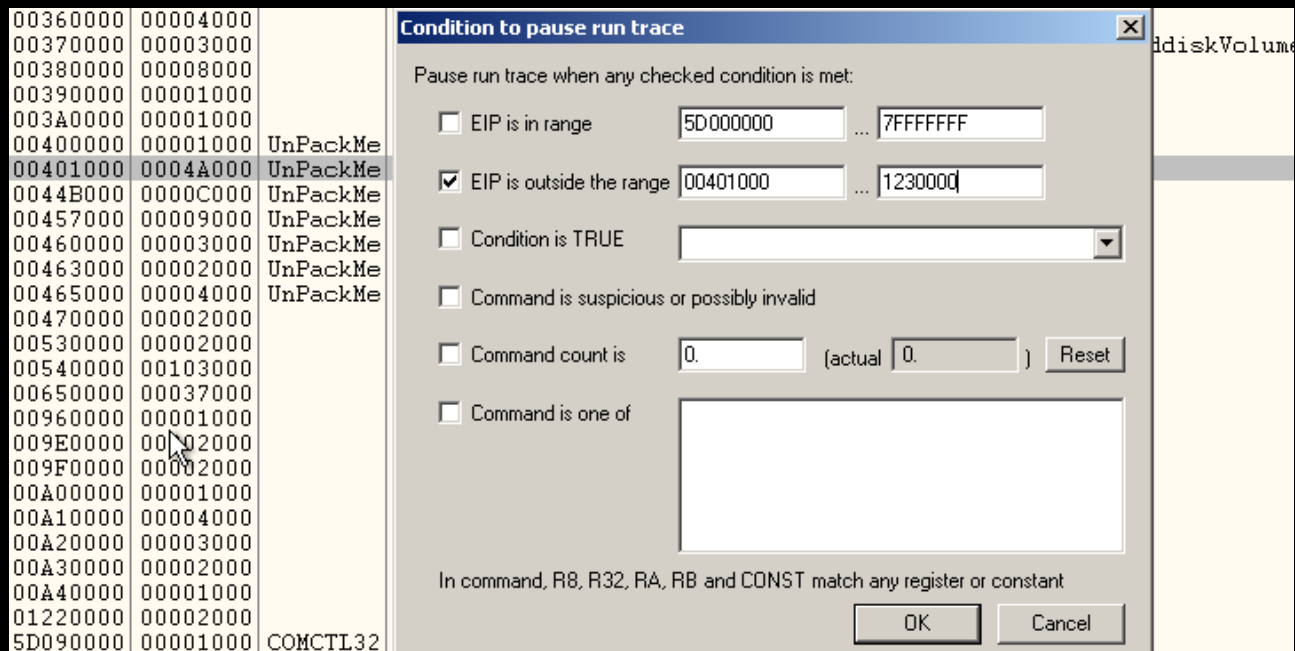 00360000 00004000
00370000 00003000
00380000 00008000
00390000 00001000
003A0000 00001000
00400000 00001000 UnPackMe
00401000 0004A000 UnPackMe
0044B000 0000C000 UnPackMe
00457000 00009000 UnPackMe
00460000 00003000 UnPackMe
00463000 00002000 UnPackMe
00465000 00004000 UnPackMe
00470000 00002000
00530000 00002000
00540000 00103000
00650000 00037000
00960000 00001000
009E0000 00002000
009F0000 00002000
00A00000 00001000
00A10000 00004000
00A20000 00003000
00A30000 00002000
00A40000 00001000
01220000 00002000
5D090000 00001000 COMCTL32
Condition to pause run trace
Pause run trace when any checked condition is met:
EIP is in range 5D000000 ... 7FFFFFFF
EIP is outside the range 00401000 ... 1230000
Condition is TRUE
Command is suspicious or possibly invalid
Command count is 0. (actual 0. ) Reset
Command is one of
In command, R8, R32, RA, RB and CONST match any register or constant
OK Cancel
ddiskVolume